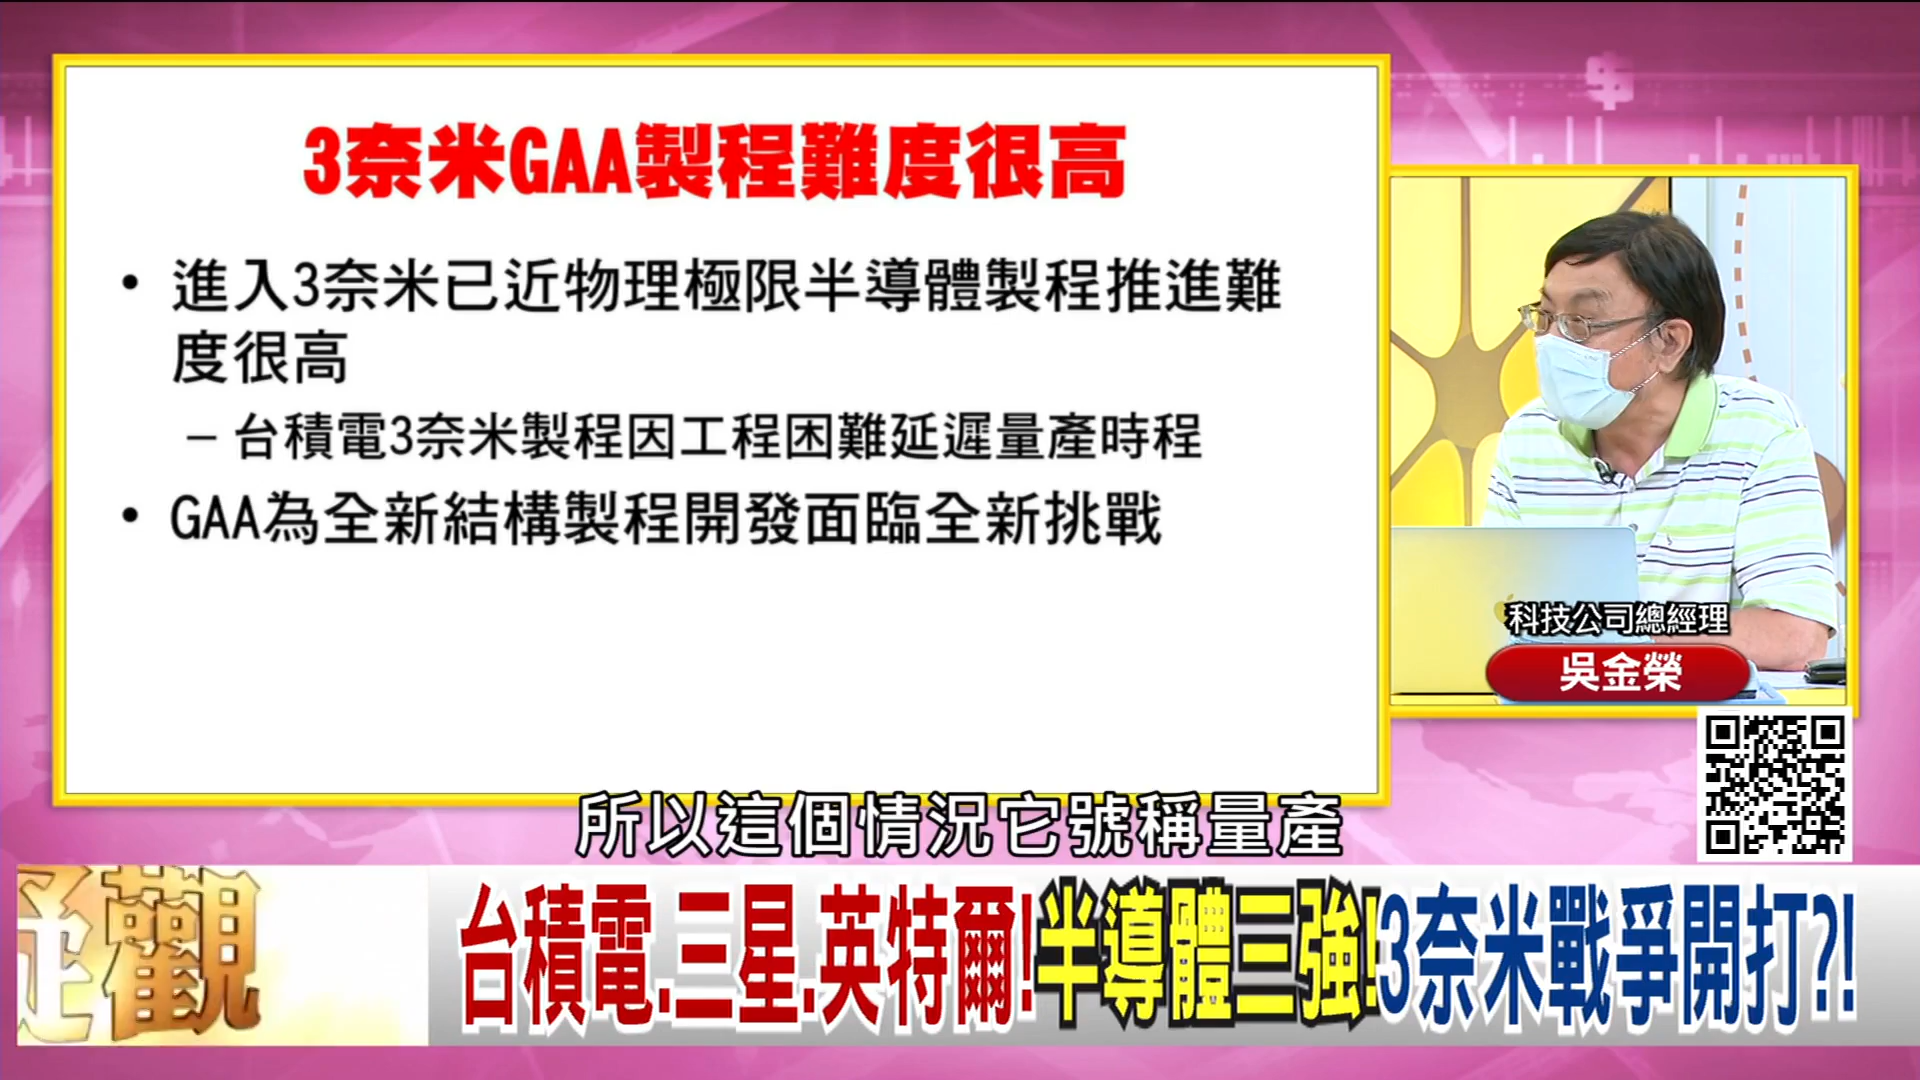 3奈米GAA製程難度很高
• 進入3奈米已近物理極限半導體製程推進難
度很高
– 台積電3奈米製程因工程困難延遲量產時程
• GAA為全新結構製程開發面臨全新挑戰
科技公司總經理
吳金榮
所以這個情況它號稱量產
觀
台積電.三星.英特爾!半導體三強!3奈米戰爭開打?!